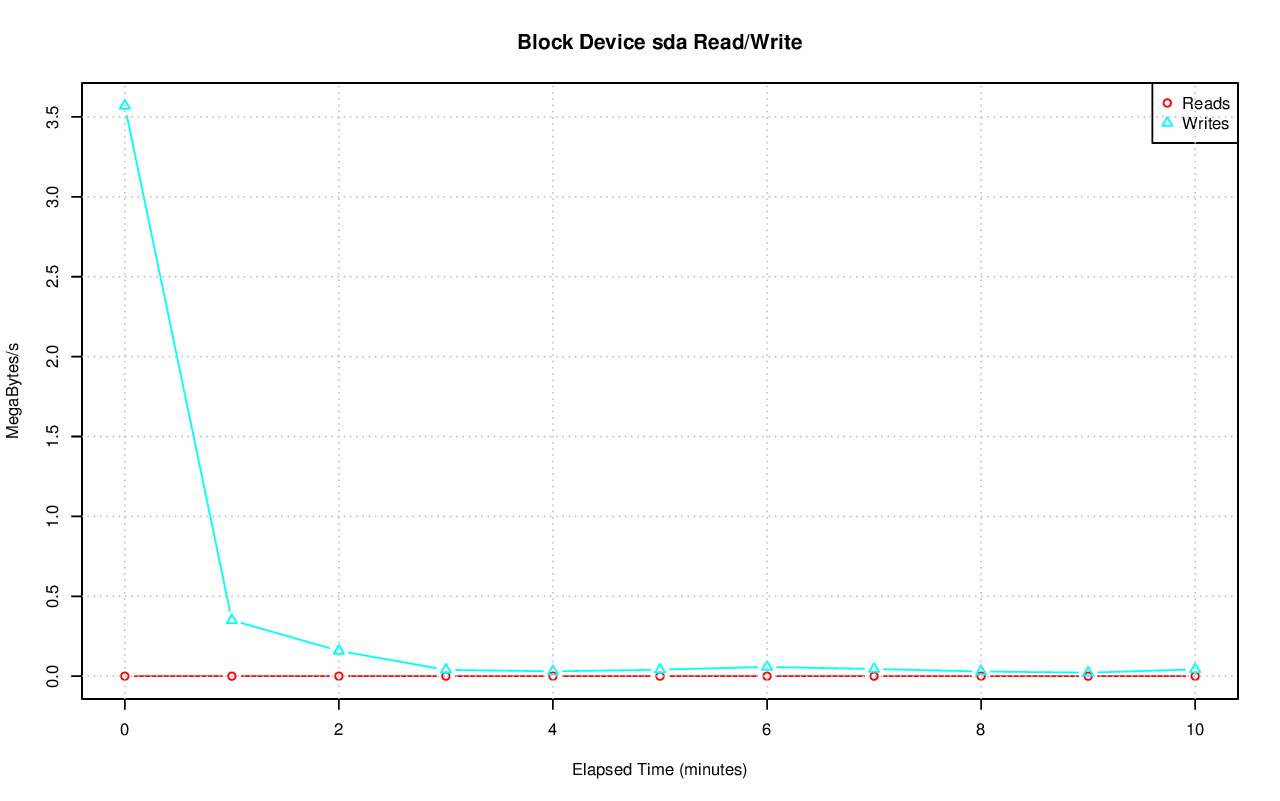 Block Device sda Read/Write
Reads
Writes
MegaBytes/s
3.5
3.0
2.5
2.0
1.5
1.0
0.5
0.0
0 2 4 6 8 10
Elapsed Time (minutes)